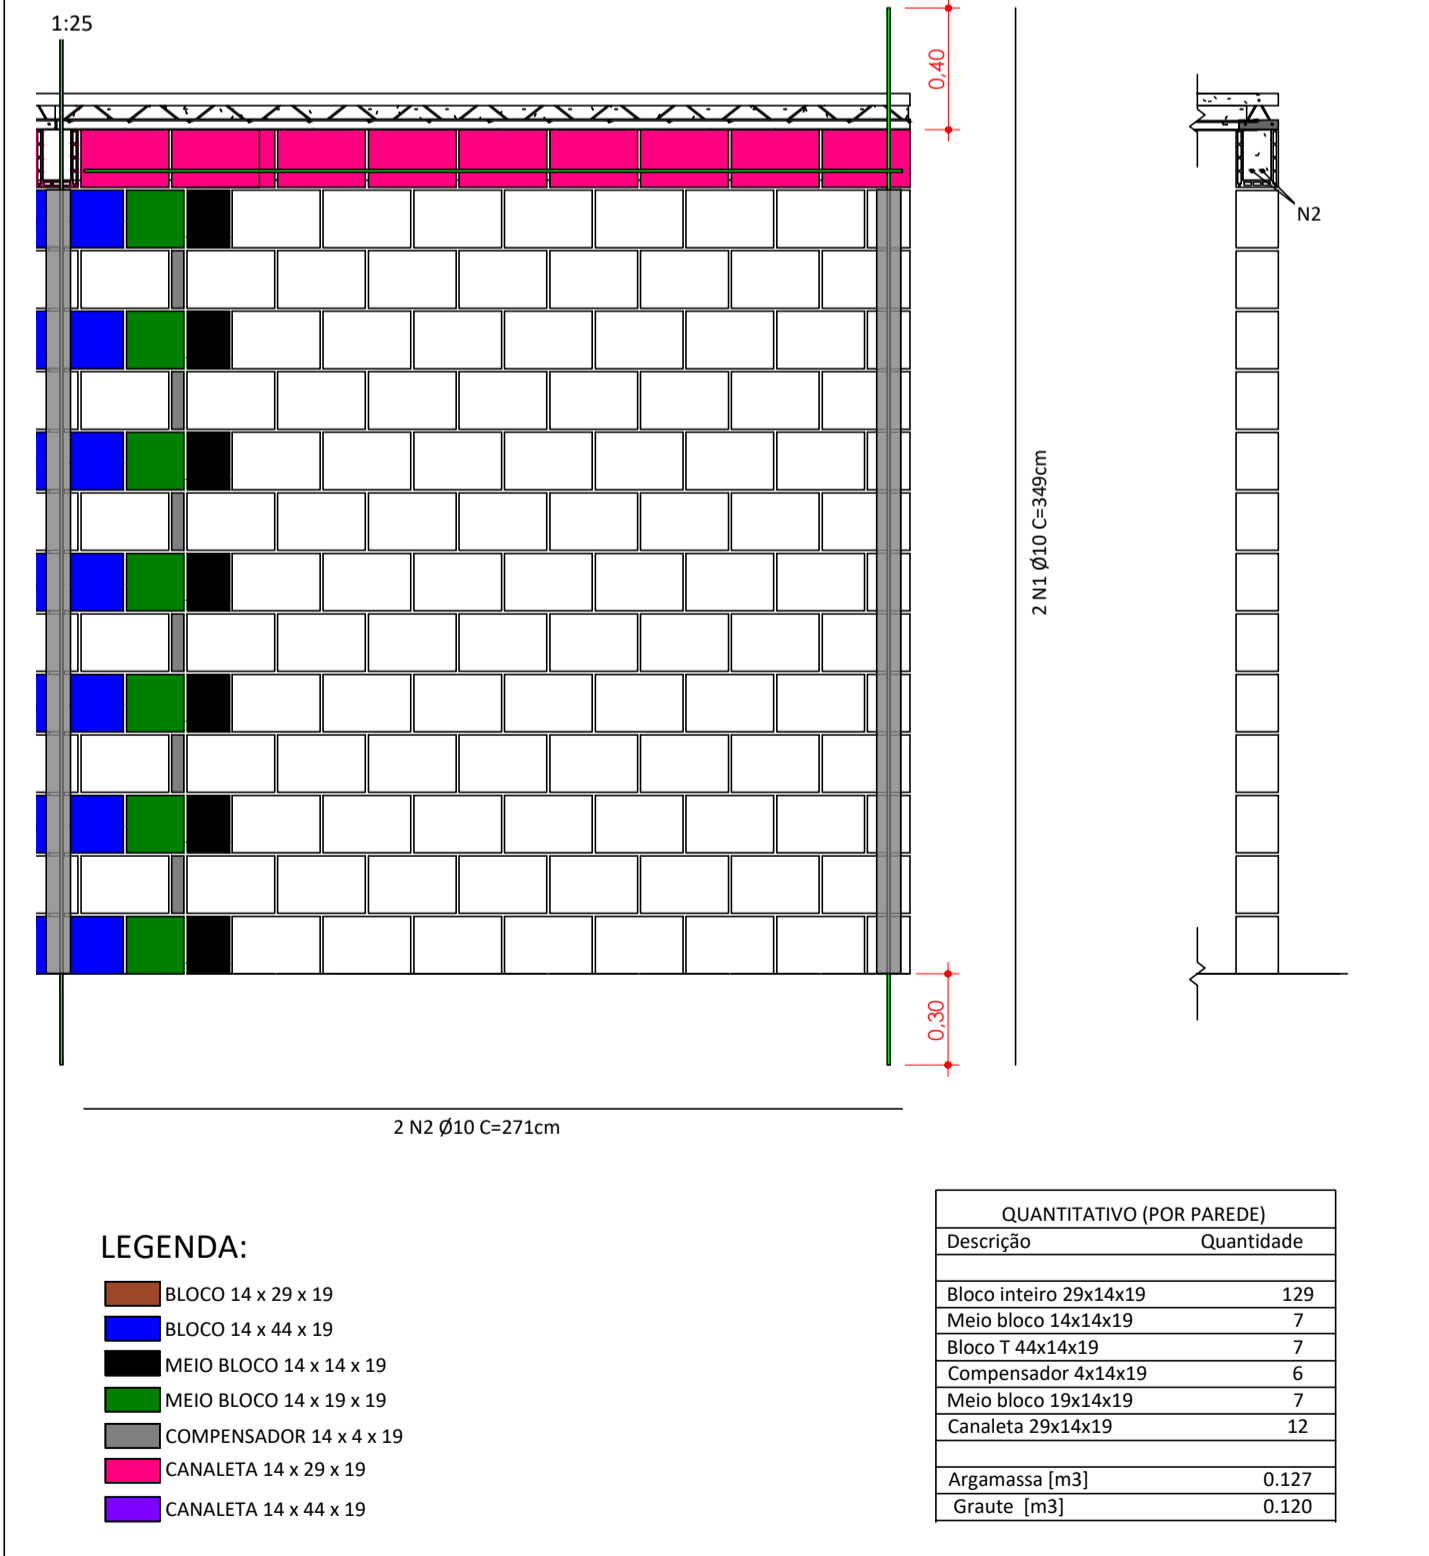 1:25
0,40
N2
2 N1 Ø10 C=349cm
0,30
2 N2 Ø10 C=271cm
LEGENDA:
BLOCO 14 x 29 x 19
BLOCO 14 x 44 x 19
MEIO BLOCO 14 x 14 x 19
MEIO BLOCO 14 x 19 x 19
COMPENSADOR 14 x 4 x 19
CANALETA 14 x 29 x 19
CANALETA 14 x 44 x 19
QUANTITATIVO (POR PAREDE)
Descrição Quantidade
Bloco inteiro 29x14x19 129
Meio bloco 14x14x19 7
Bloco T 44x14x19 7
Compensador 4x14x19 6
Meio bloco 19x14x19 7
Canaleta 29x14x19 12
Argamassa [m3] 0.127
Graute [m3] 0.120